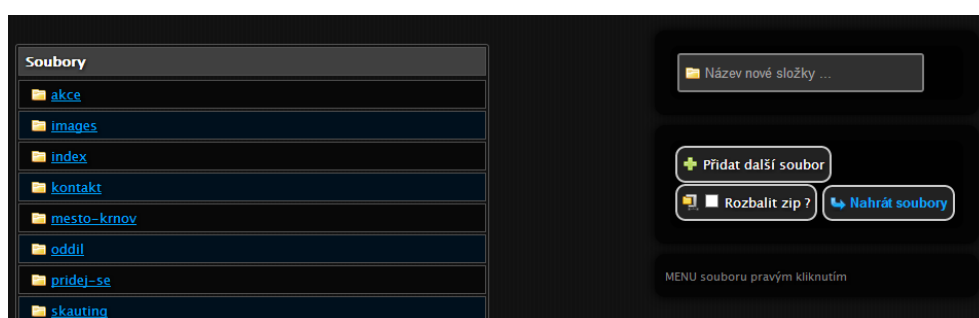 Soubory
akce
images
index
kontakt
mesto-krnov
oddil
pridej-se
skauting
Název nové složky ...
Přidat další soubor
Rozbalit zip ? Nahrát soubory
MENU souboru pravým kliknutím